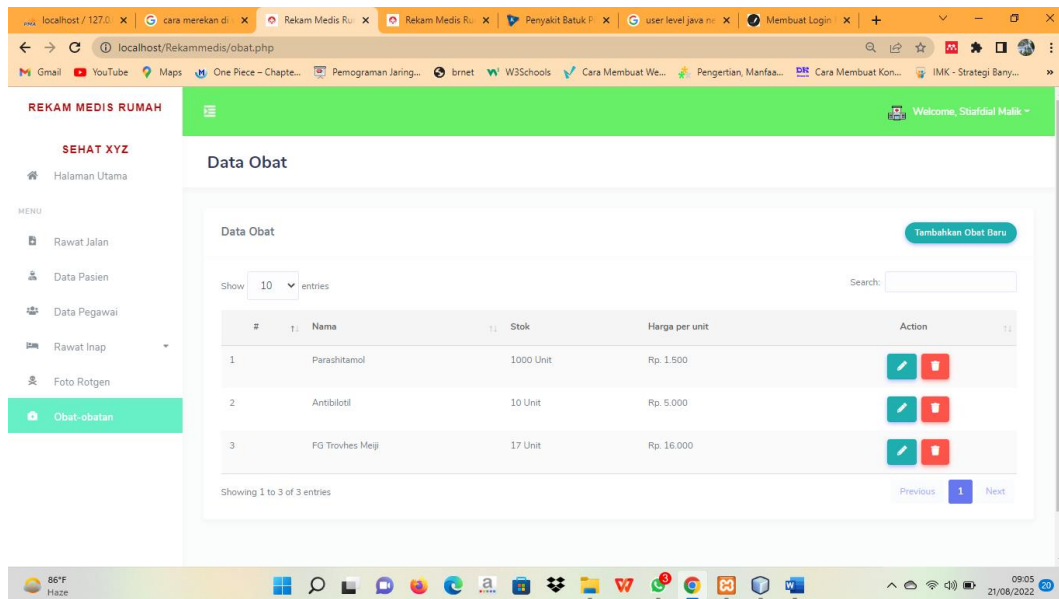 localhost / 127.0.
cara merekan di
Rekam Medis Ru
Rekam Medis Ru
Penyakit Batuk P
user level java ne
Membuat Login
localhost/Rekammedis/obat.php
Gmail
YouTube
Maps
One Piece – Chapte...
Pemograman Jaring...
brnet
W3Schools
Cara Membuat We...
Pengertian, Manfaa...
Cara Membuat Kon...
IMK - Strategi Bany...
REKAM MEDIS RUMAH
SEHAT XYZ
Welcome, Stiafdial Malik
Halaman Utama
MENU
Rawat Jalan
Data Pasien
Data Pegawai
Rawat Inap
Foto Rotgen
Obat-obatan
Data Obat
Data Obat
Tambahkan Obat Baru
Show 10 entries
Search:
# Nama Stok Harga per unit Action
1 Parashitamol 1000 Unit Rp. 1.500
2 Antibilotil 10 Unit Rp. 5.000
3 FG Trovhes Meiji 17 Unit Rp. 16.000
Showing 1 to 3 of 3 entries
Previous 1 Next
86°F
Haze
3
09:05
21/08/2022
20